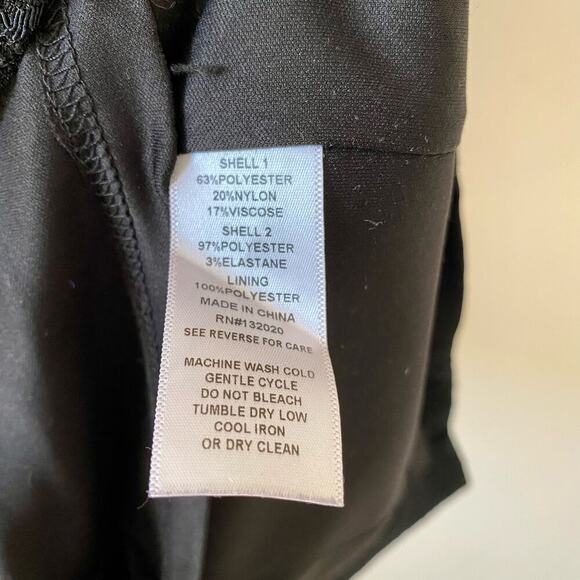 SHELL 1
63%POLYESTER
20%NYLON
17%VISCOSE
SHELL 2
97%POLYESTER
3%ELASTANE
LINING
100%POLYESTER
MADE IN CHINA
RN#132020
SEE REVERSE FOR CARE
MACHINE WASH COLD
GENTLE CYCLE
DO NOT BLEACH
TUMBLE DRY LOW
COOL IRON
OR DRY CLEAN